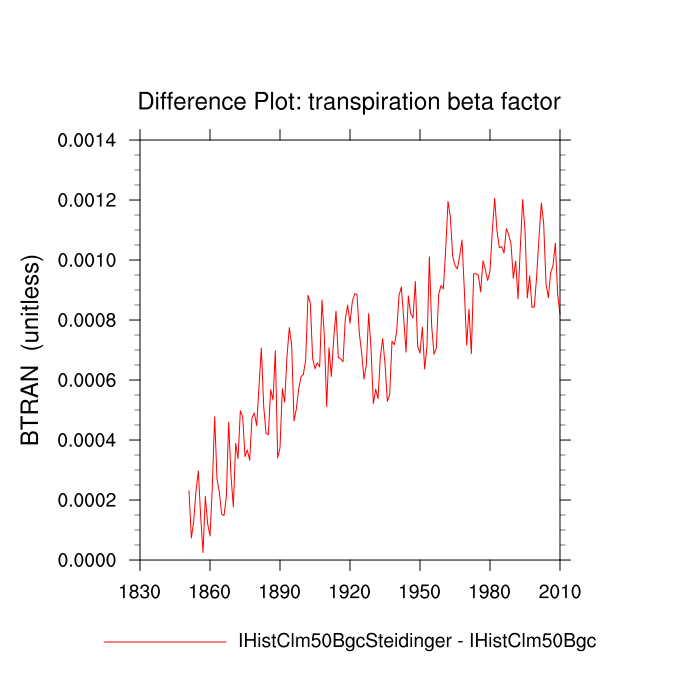 Difference Plot: transpiration beta factor
0.0014
0.0012
0.0010
0.0008
0.0006
0.0004
0.0002
0.0000
BTRAN (unitless)
1830 1860 1890 1920 1950 1980 2010
IHistClm50BgcSteidinger - IHistClm50Bgc